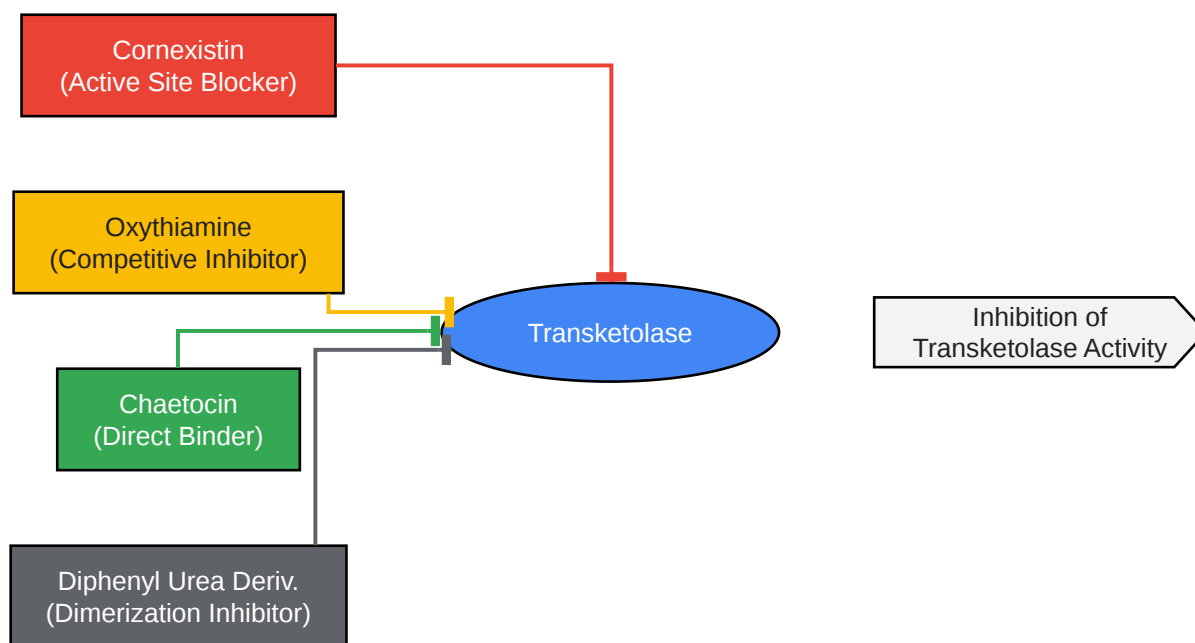 Cornexistin
(Active Site Blocker)
Oxythiamine
(Competitive Inhibitor)
Transketolase
Inhibition of
Transketolase Activity
Chaetocin
(Direct Binder)
Diphenyl Urea Deriv.
(Dimerization Inhibitor)